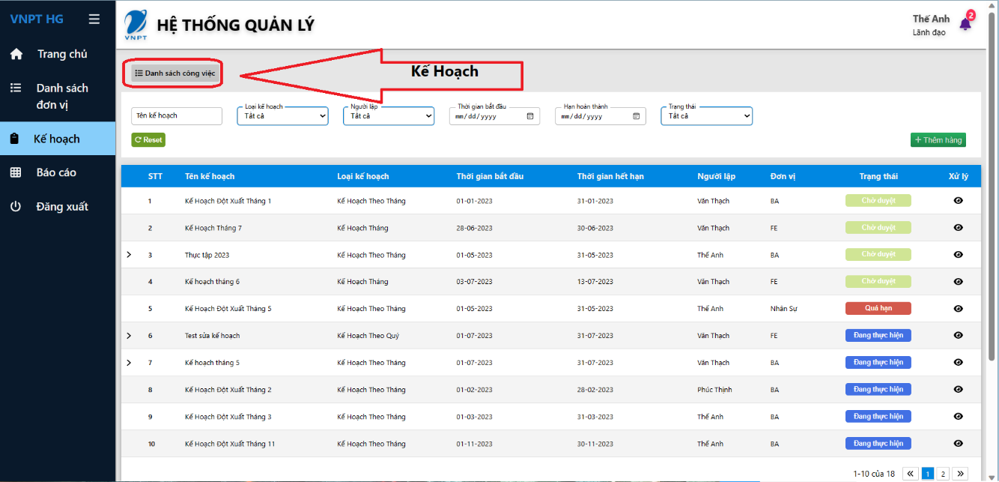 VNPT HG
VNPT
HỆ THỐNG QUẢN LÝ
Thế Anh
Lãnh đạo
2
Trang chủ
Danh sách
đơn vị
Kế hoạch
Báo cáo
Đăng xuất
Danh sách công việc
Kế Hoạch
Tên kế hoạch
Loại kế hoạch
Tất cả
Người lập
Tất cả
Thời gian bắt đầu
mm/dd/yyyy
Hạn hoàn thành
mm/dd/yyyy
Trạng thái
Tất cả
Reset
+ Thêm hàng
STT Tên kế hoạch Loại kế hoạch Thời gian bắt đầu Thời gian hết hạn Người lập Đơn vị Trạng thái Xử lý
1 Kế Hoạch Đột Xuất Tháng 1 Kế Hoạch Theo Tháng 01-01-2023 31-01-2023 Văn Thạch BA Chờ duyệt
2 Kế Hoạch Tháng 7 Kế Hoạch Tháng 28-06-2023 30-06-2023 Văn Thạch FE Chờ duyệt
3 Thực tập 2023 Kế Hoạch Theo Tháng 01-05-2023 31-05-2023 Thế Anh BA Chờ duyệt
4 Kế hoạch tháng 6 Kế Hoạch Tháng 03-07-2023 13-07-2023 Văn Thạch FE Chờ duyệt
5 Kế Hoạch Đột Xuất Tháng 5 Kế Hoạch Theo Tháng 01-05-2023 31-05-2023 Thế Anh Nhân Sự Quá hạn
6 Test sửa kế hoạch Kế Hoạch Theo Quý 01-07-2023 31-07-2023 Văn Thạch FE Đang thực hiện
7 Kế hoạch tháng 5 Kế Hoạch Theo Tháng 01-07-2023 31-07-2023 Văn Thạch BA Đang thực hiện
8 Kế Hoạch Đột Xuất Tháng 2 Kế Hoạch Theo Tháng 01-02-2023 28-02-2023 Phúc Thịnh BA Đang thực hiện
9 Kế Hoạch Đột Xuất Tháng 3 Kế Hoạch Theo Tháng 01-03-2023 31-03-2023 Thế Anh BA Đang thực hiện
10 Kế Hoạch Đột Xuất Tháng 11 Kế Hoạch Theo Tháng 01-11-2023 30-11-2023 Thế Anh BA Đang thực hiện
1-10 của 18 « 1 2 »